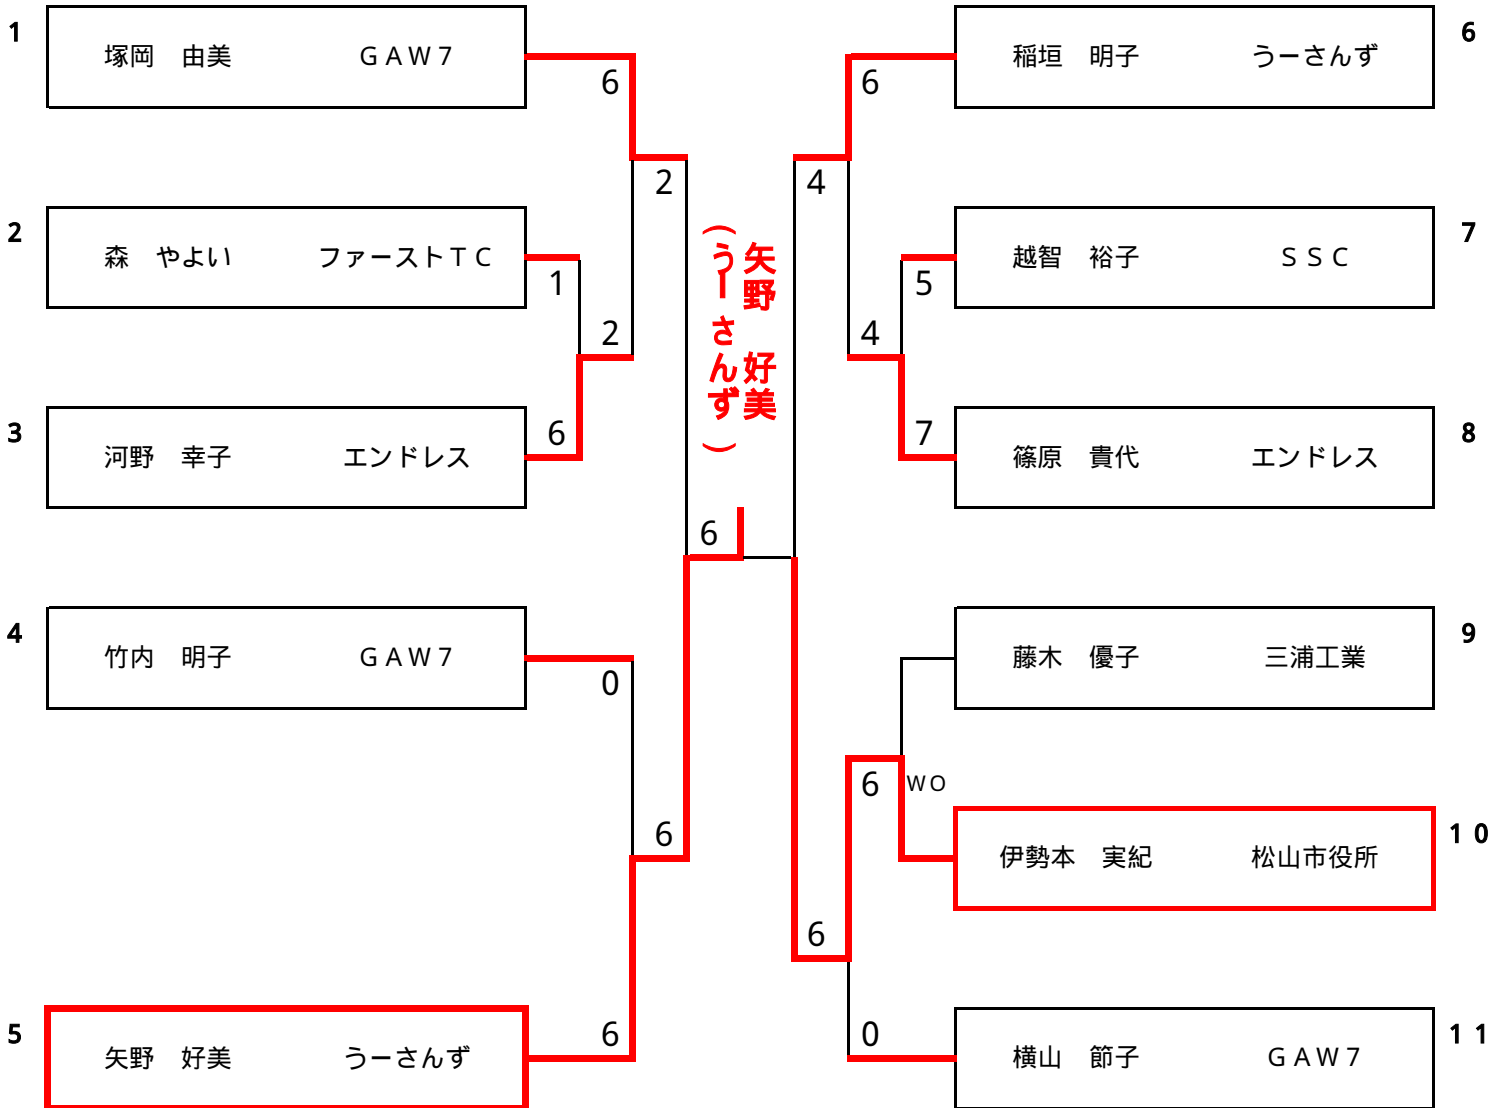 1
塚岡　由美　ＧＡＷ７
6
2
2
森　やよい　ファーストＴＣ
1
2
3
河野　幸子　エンドレス
6
4
竹内　明子　ＧＡＷ７
0
6
5
矢野　好美　うーさんず
6
矢野　好美
（うーさんず）
6
6
稲垣　明子　うーさんず
6
4
7
越智　裕子　ＳＳＣ
5
4
8
篠原　貴代　エンドレス
7
9
藤木　優子　三浦工業
6
ＷＯ
１０
伊勢本　実紀　松山市役所
6
１１
横山　節子　ＧＡＷ７
0